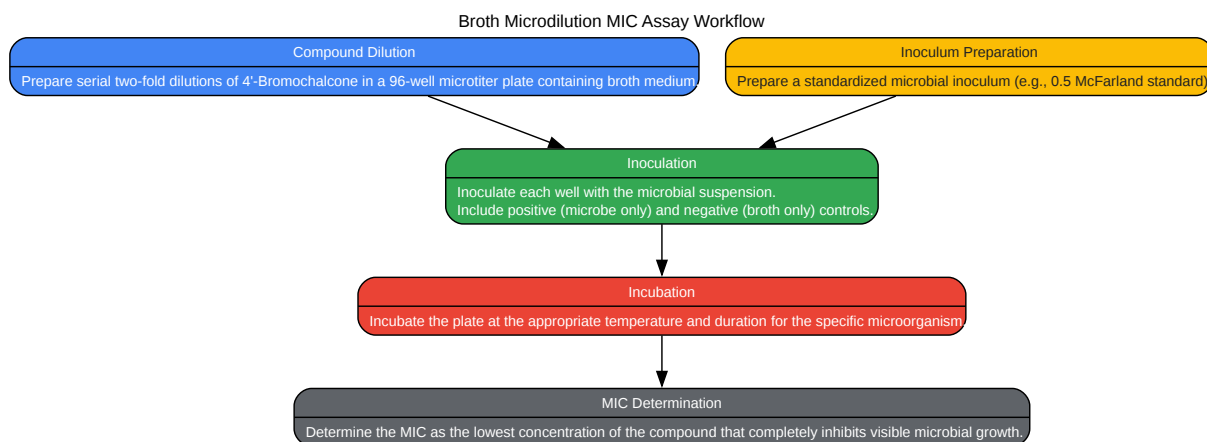 Broth Microdilution MIC Assay Workflow
Compound Dilution
Prepare serial two-fold dilutions of 4'-Bromochalcone in a 96-well microtiter plate containing broth medium.
Inoculum Preparation
Prepare a standardized microbial inoculum (e.g., 0.5 McFarland standard)
Inoculation
Inoculate each well with the microbial suspension.
Include positive (microbe only) and negative (broth only) controls.
Incubation
Incubate the plate at the appropriate temperature and duration for the specific microorganism.
MIC Determination
Determine the MIC as the lowest concentration of the compound that completely inhibits visible microbial growth.